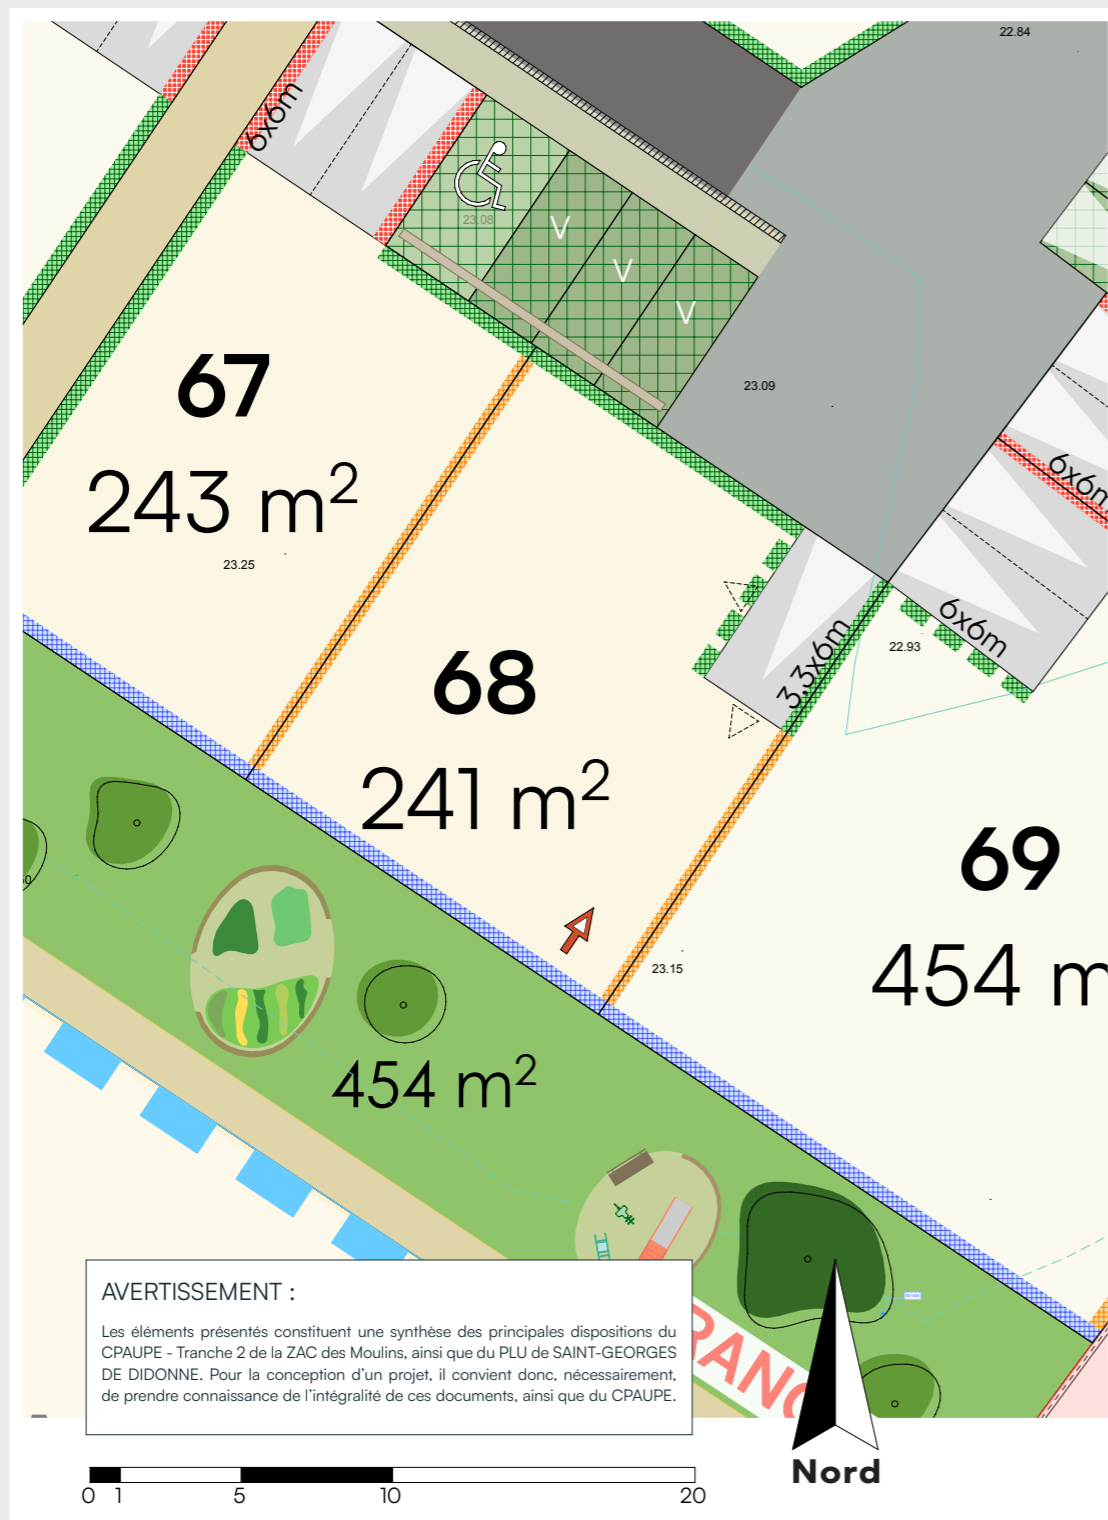 22.84
6x6m
23.08
V
V
V
67
243 m²
23.25
23.09
6x6m
68
241 m²
3,3x6m
22.93
6x6m
69
454 m
23.15
454 m²
RANC
AVERTISSEMENT :
Les éléments présentés constituent une synthèse des principales dispositions du
CPAUPE - Tranche 2 de la ZAC des Moulins, ainsi que du PLU de SAINT-GEORGES
DE DIDONNE. Pour la conception d’un projet, il convient donc, nécessairement,
de prendre connaissance de l’intégralité de ces documents, ainsi que du CPAUPE.
Nord
0 1 5 10 20